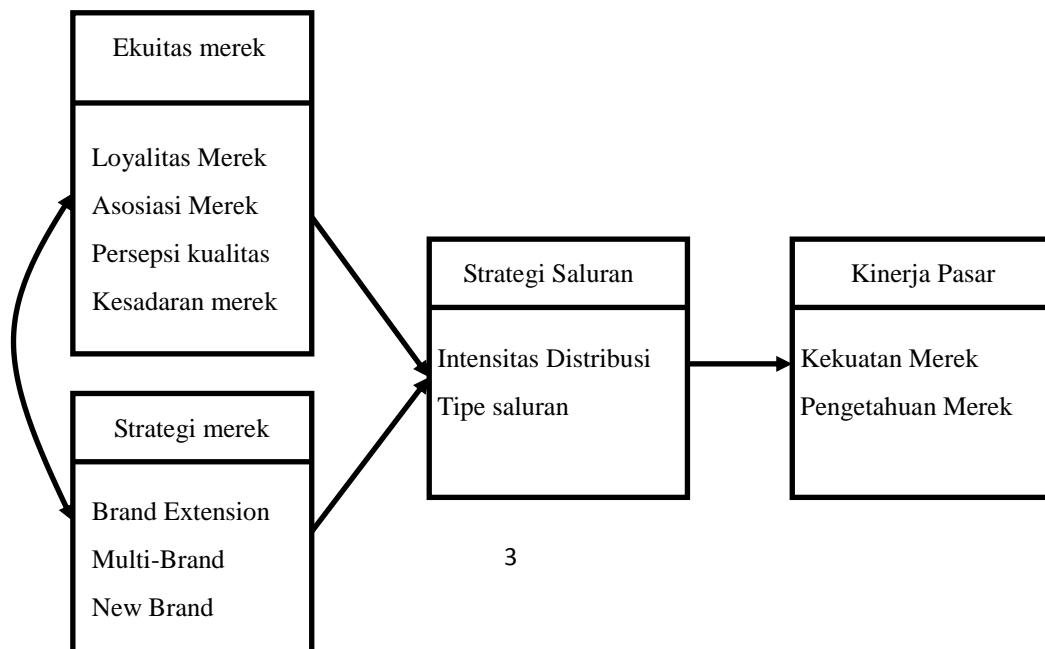 Ekuitas merek
Loyalitas Merek
Asosiasi Merek
Persepsi kualitas
Kesadaran merek
Strategi merek
Brand Extension
Multi-Brand
New Brand
Strategi Saluran
Intensitas Distribusi
Tipe saluran
Kinerja Pasar
Kekuatan Merek
Pengetahuan Merek
3